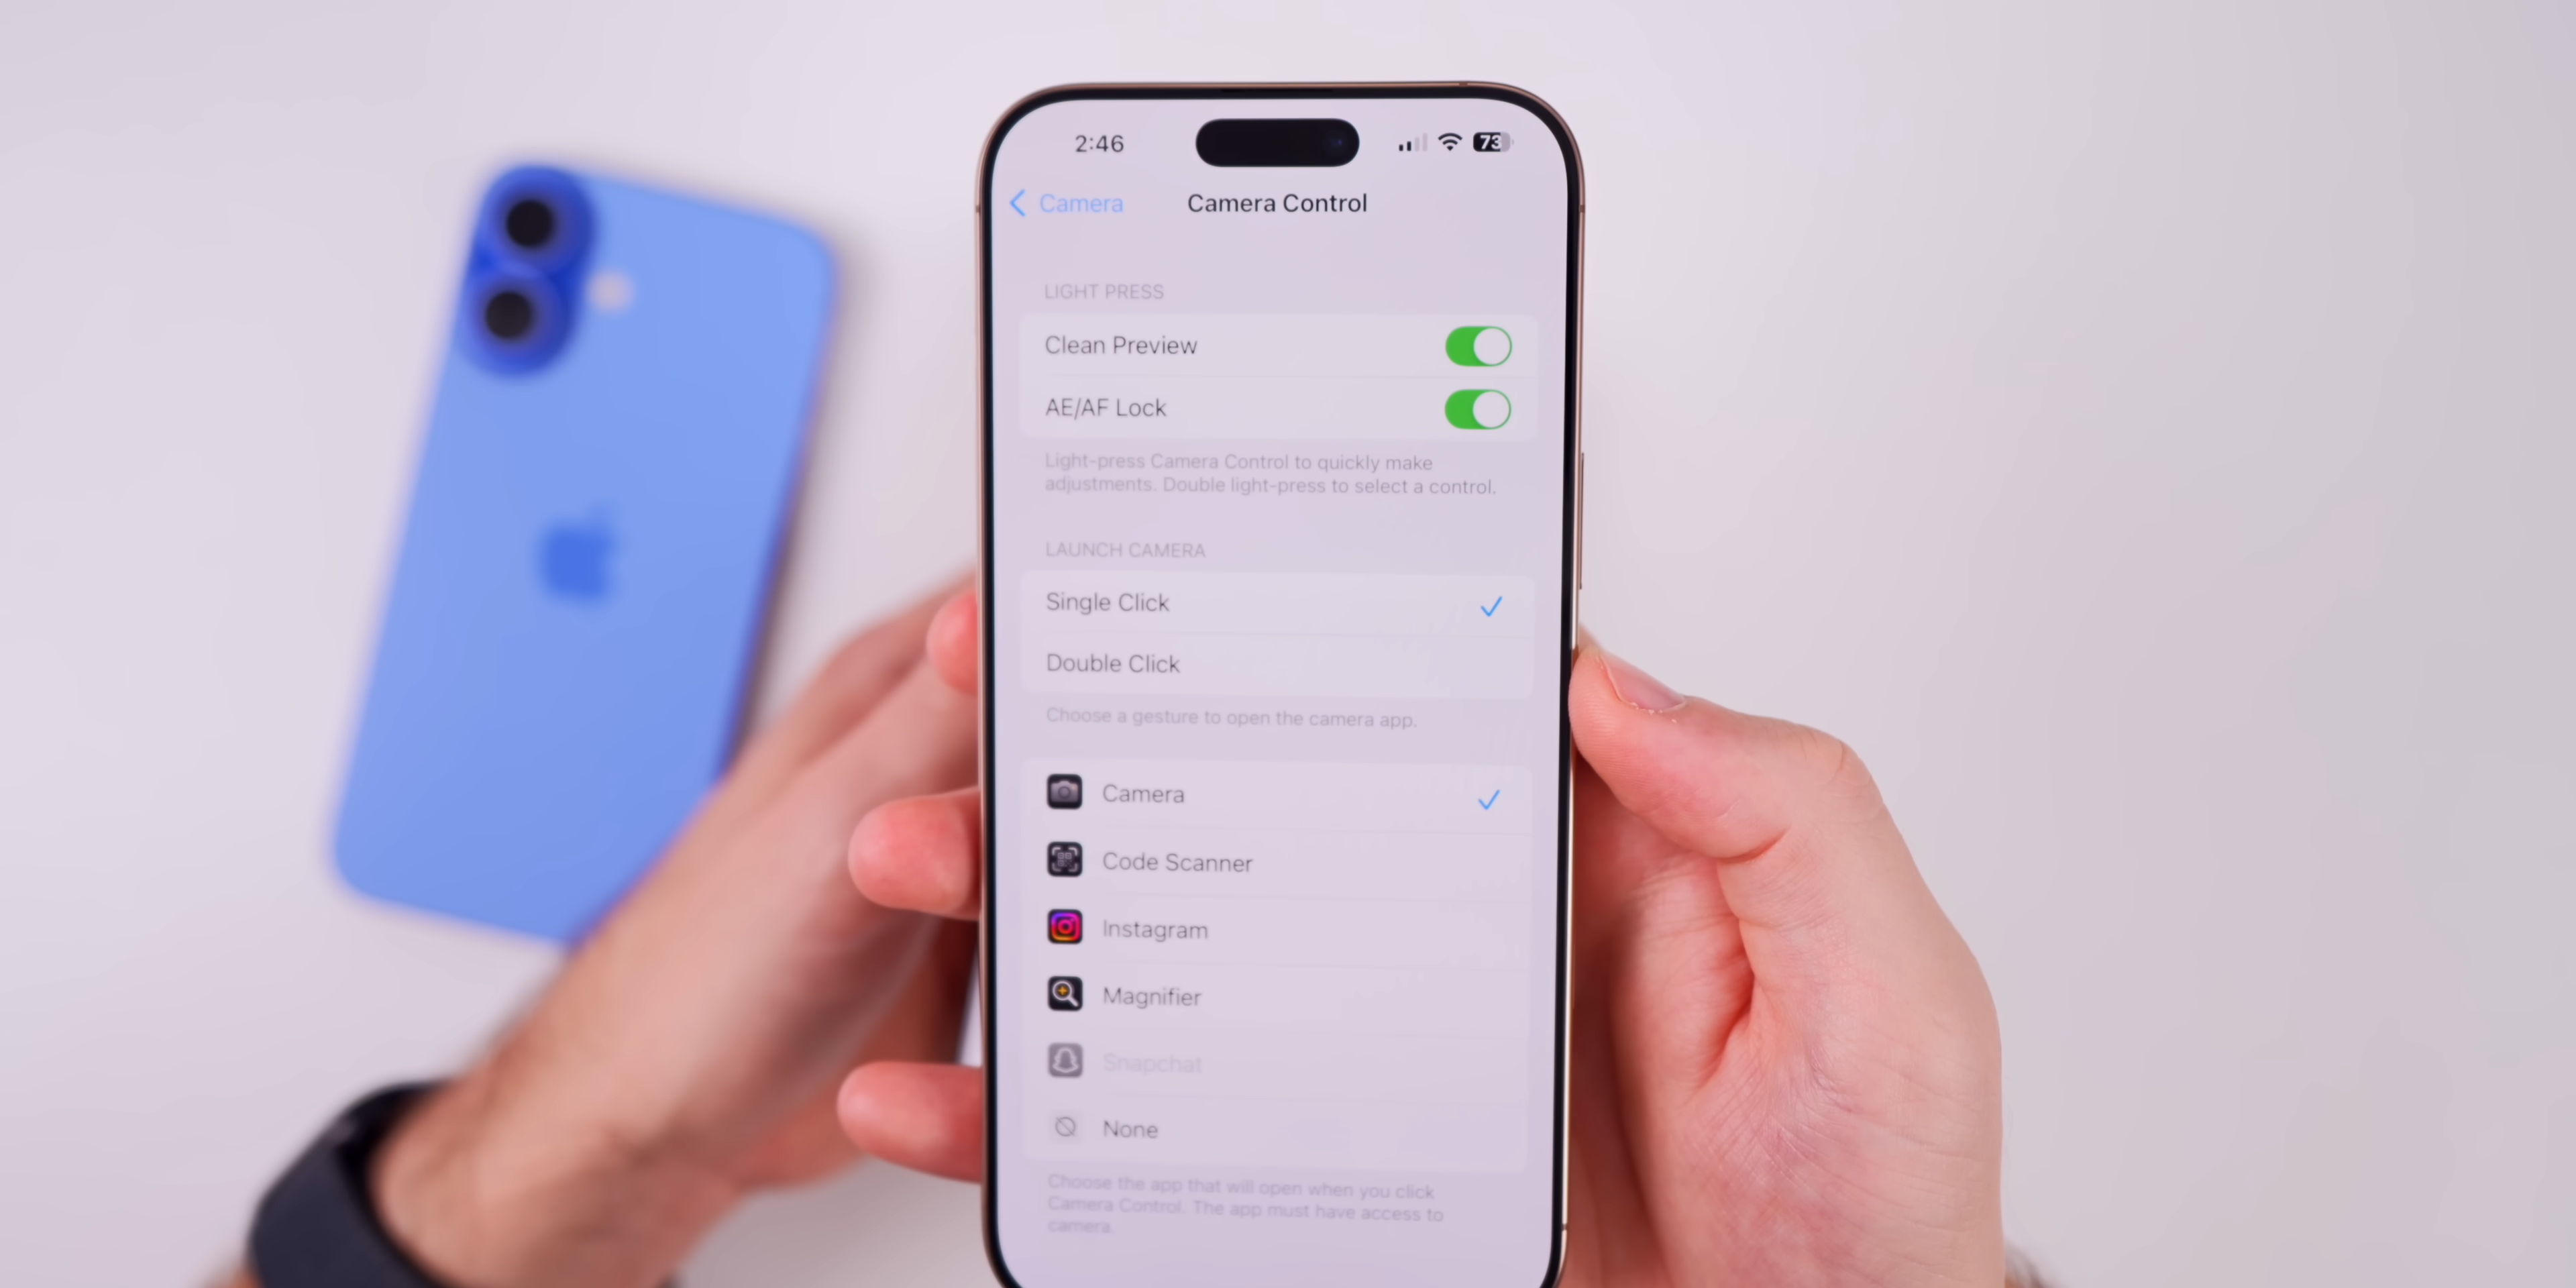 2:46
73
Camera
Camera Control
LIGHT PRESS
Clean Preview
AE/AF Lock
Light-press Camera Control to quickly make
adjustments. Double light-press to select a control.
LAUNCH CAMERA
Single Click
Double Click
Choose a gesture to open the camera app.
Camera
Code Scanner
Instagram
Magnifier
Snapchat
None
Choose the app that will open when you click
Camera Control. The app must have access to
camera.